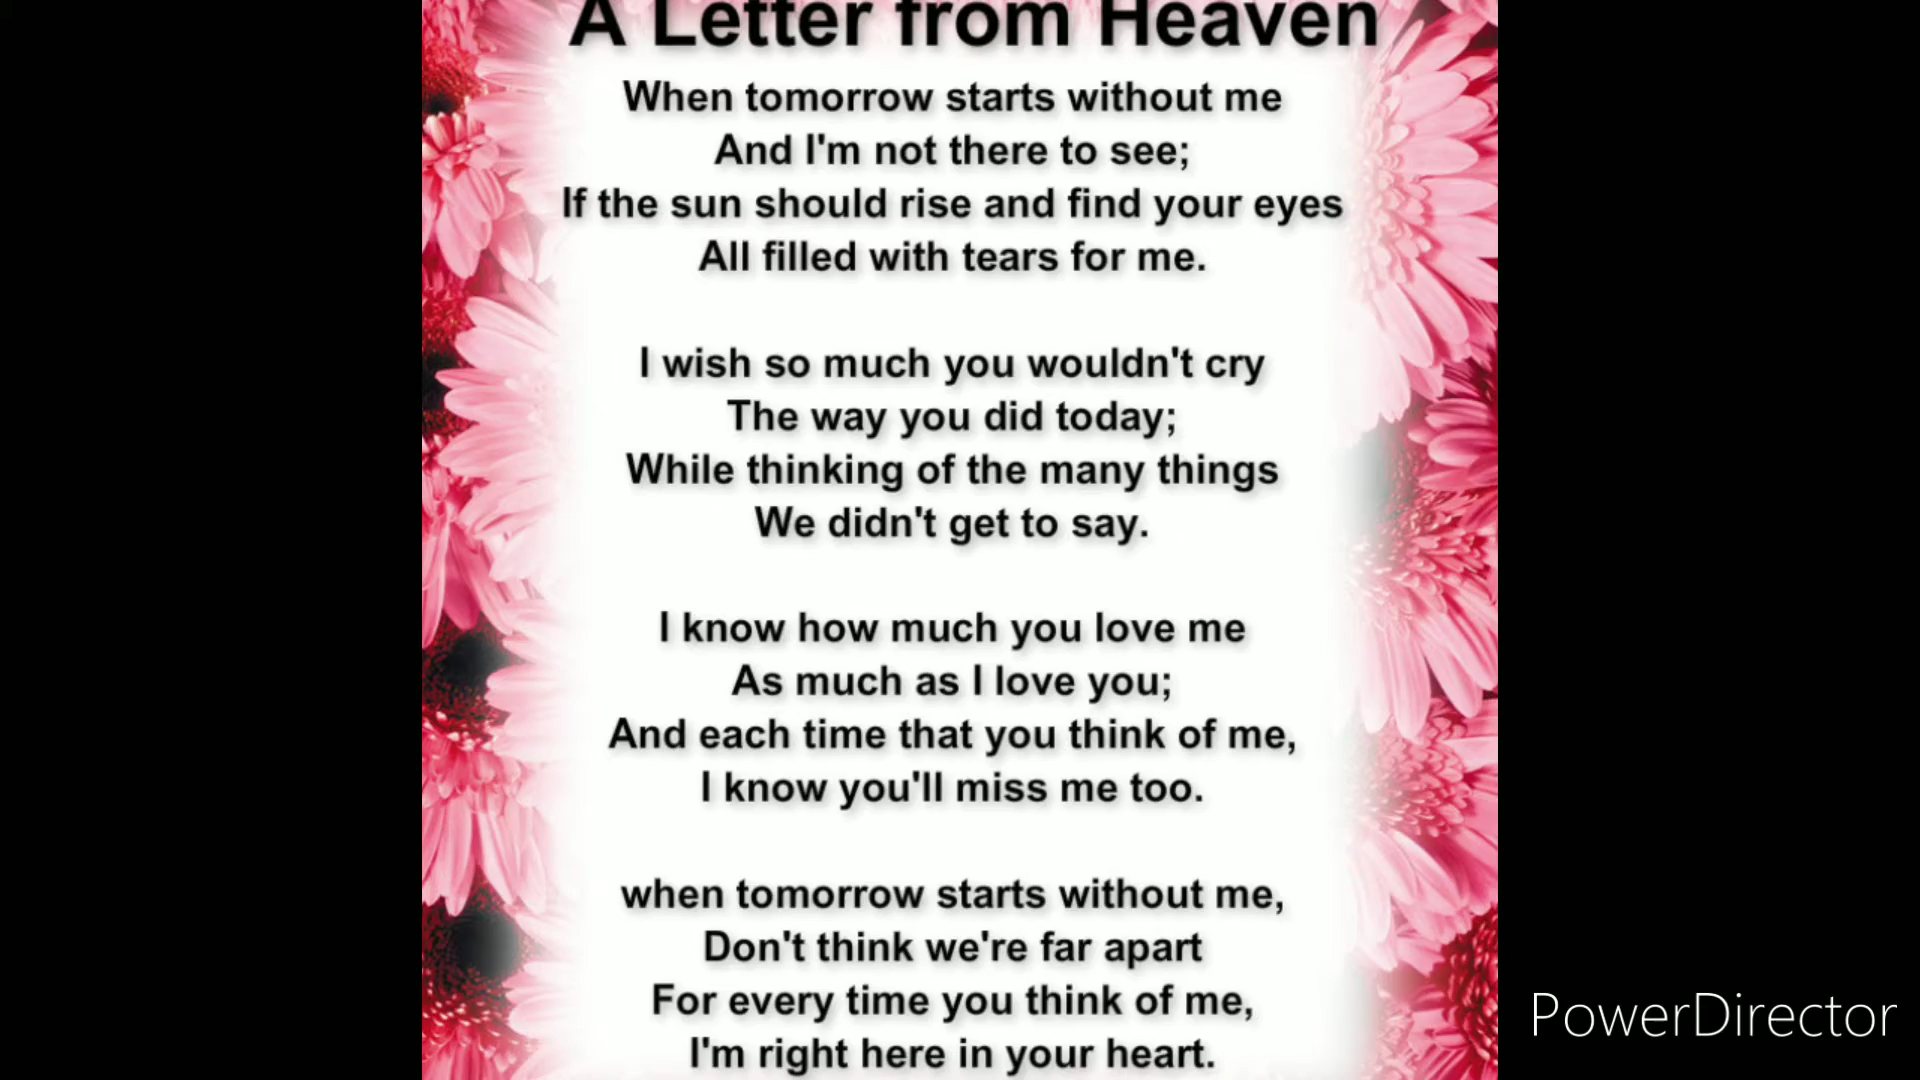 A Letter from Heaven
When tomorrow starts without me
And I'm not there to see;
If the sun should rise and find your eyes
All filled with tears for me.
I wish so much you wouldn't cry
The way you did today;
While thinking of the many things
We didn't get to say.
I know how much you love me
As much as I love you;
And each time that you think of me,
I know you'll miss me too.
when tomorrow starts without me,
Don't think we're far apart
For every time you think of me,
I'm right here in your heart.
PowerDirector